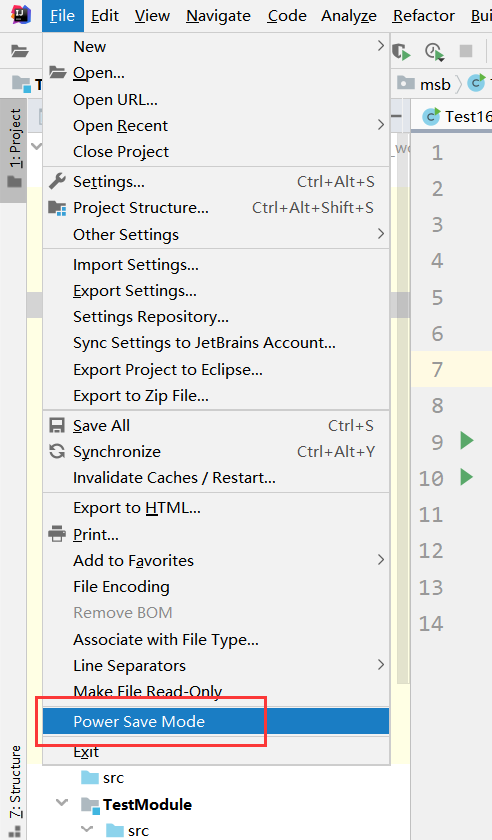 File Edit View Navigate Code Analyze Refactor
New
Open...
Open URL...
Open Recent
Close Project
Settings... Ctrl+Alt+S
Project Structure... Ctrl+Alt+Shift+S
Other Settings
Import Settings...
Export Settings...
Settings Repository...
Sync Settings to JetBrains Account...
Export Project to Eclipse...
Export to Zip File...
Save All Ctrl+S
Synchronize Ctrl+Alt+Y
Invalidate Caches / Restart...
Export to HTML...
Print...
Add to Favorites
File Encoding
Remove BOM
Associate with File Type...
Line Separators
Make File Read-Only
Power Save Mode
Exit
src
TestModule
src
1: Project
7: Structure
msb
Test16
1
2
3
4
5
6
7
8
9
10
11
12
13
14